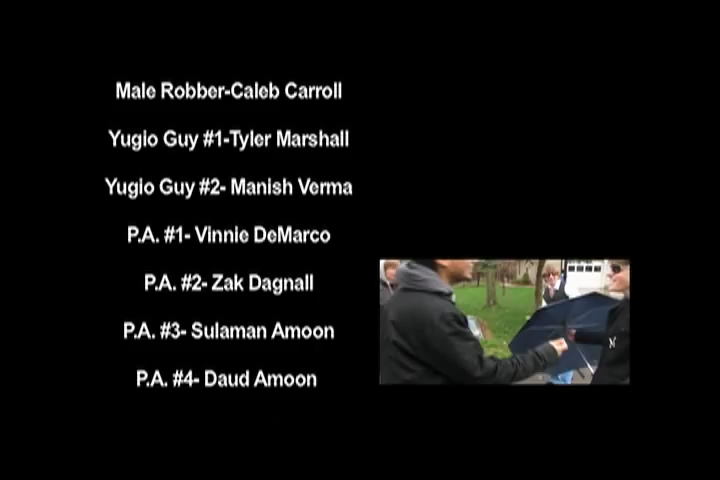 Male Robber-Caleb Carroll
Yugio Guy #1-Tyler Marshall
Yugio Guy #2- Manish Verma
P.A. #1- Vinnie DeMarco
P.A. #2- Zak Dagnall
P.A. #3- Sulaman Amoon
P.A. #4- Daud Amoon